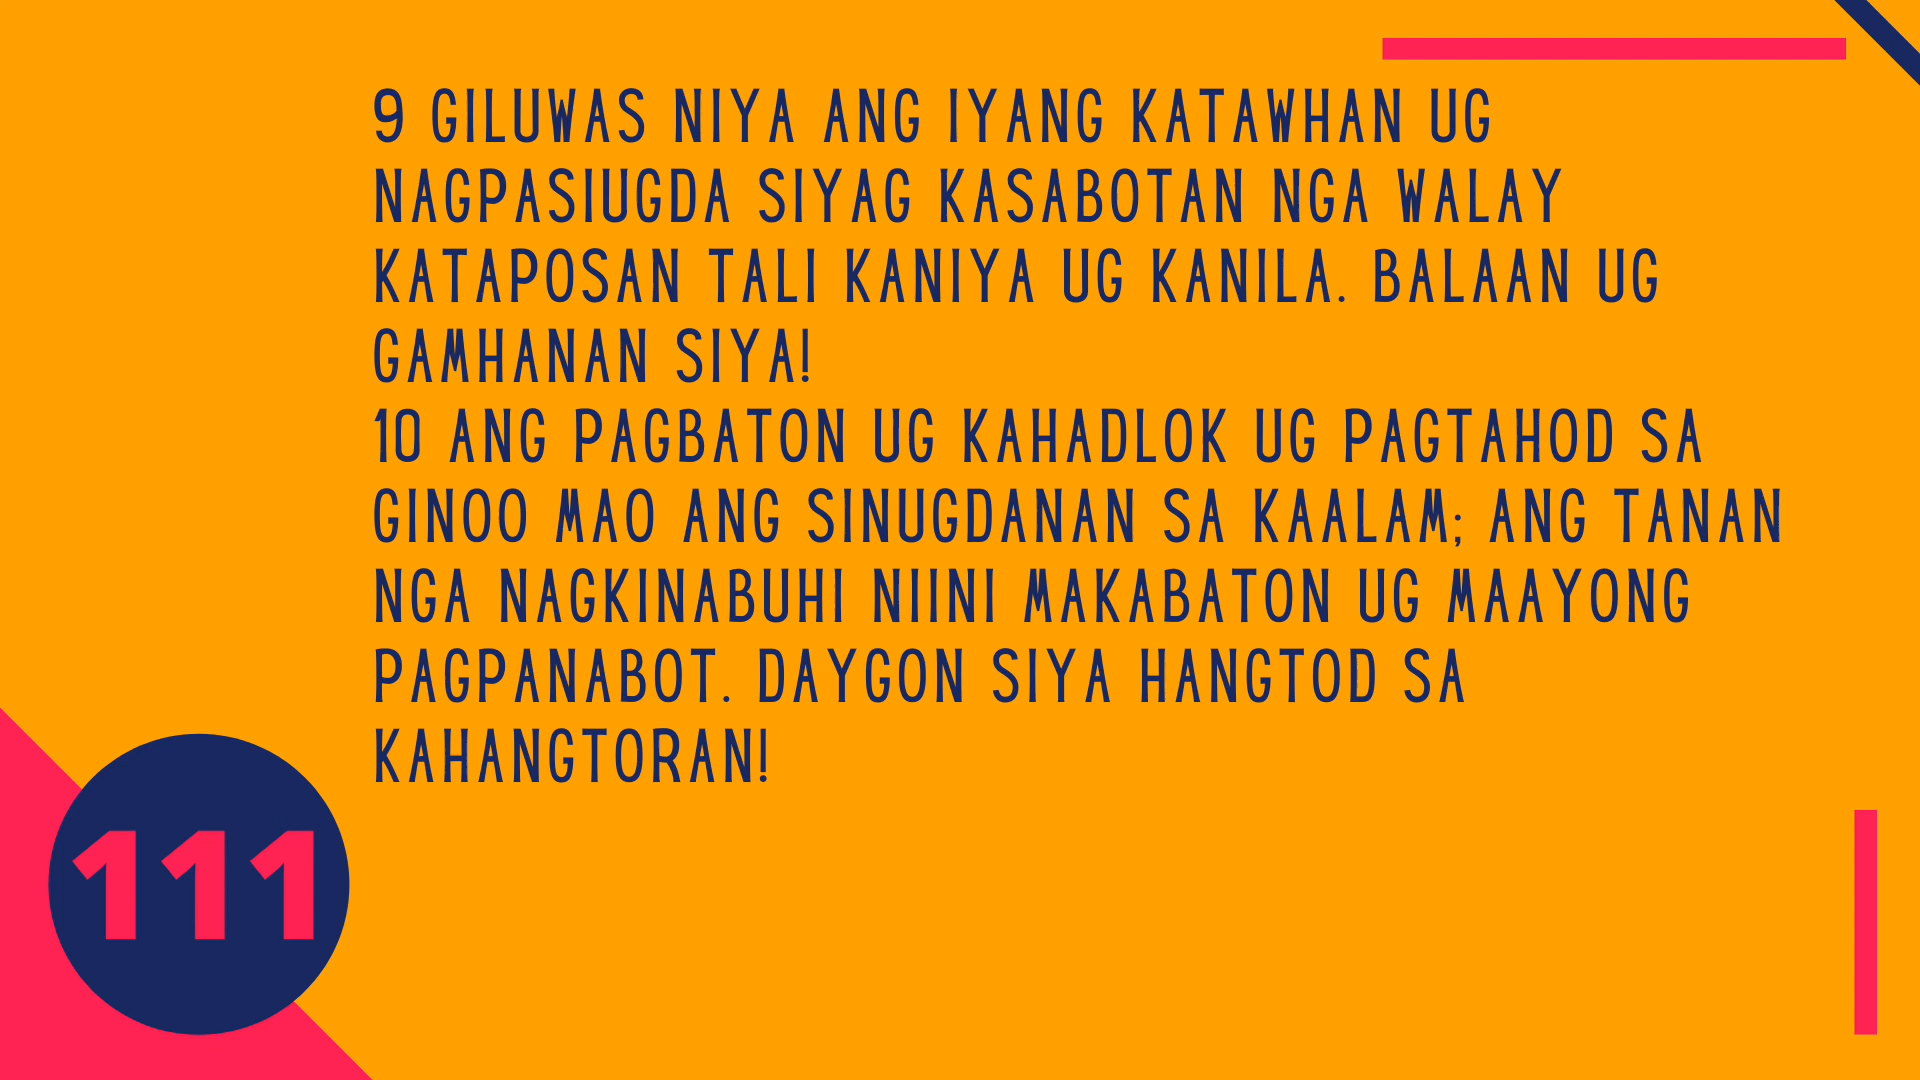 9 GILUWAS NIYA ANG IYANG KATAWHAN UG
NAGPASIUGDA SIYAG KASABOTAN NGA WALAY
KATAPOSAN TALI KANIYA UG KANILA. BALAAN UG
GAMHANAN SIYA!
10 ANG PAGBATON UG KAHADLOK UG PAGTAHOD SA
GINOO MAO ANG SINUGDANAN SA KAALAM; ANG TANAN
NGA NAGKINABUHI NIINI MAKABATON UG MAAYONG
PAGPANABOT. DAYGON SIYA HANGTOD SA
KAHANGTORAN!
111